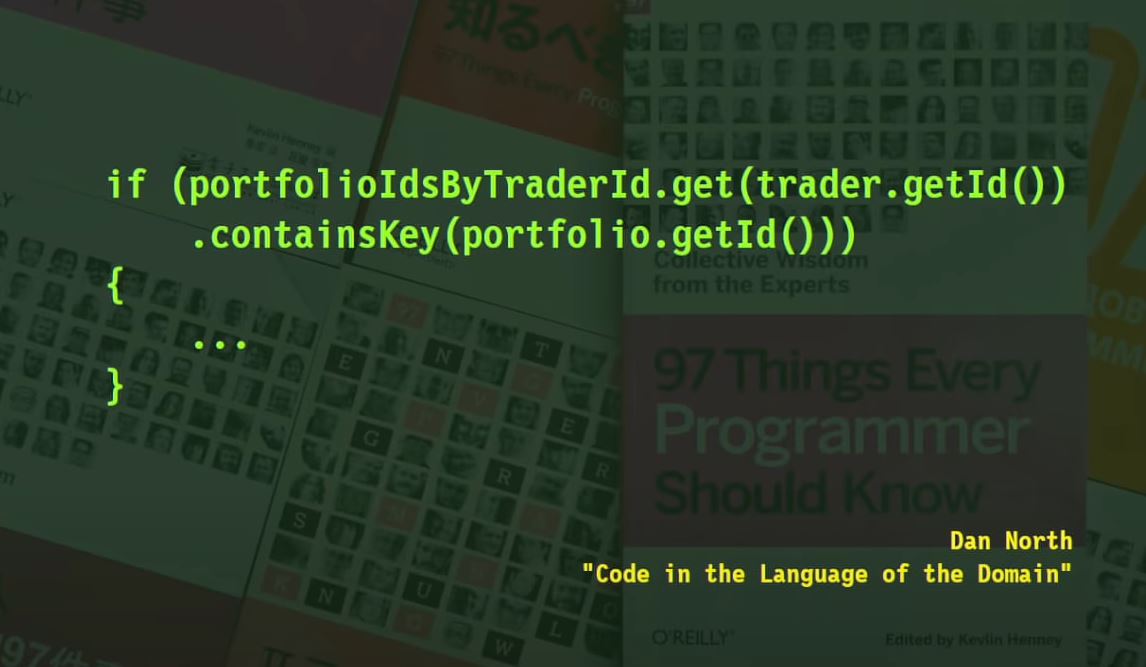 if (portfolioIdsByTraderId.get(trader.getId())
.containsKey(portfolio.getId()))
{
...
}
Dan North
"Code in the Language of the Domain"
知るべき
97 Things Every Prog
Kevlin Henney
Collective Wisdom
from the Experts
97 Things Every
Programmer
Should Know
O'REILLY
Edited by Kevlin Henney